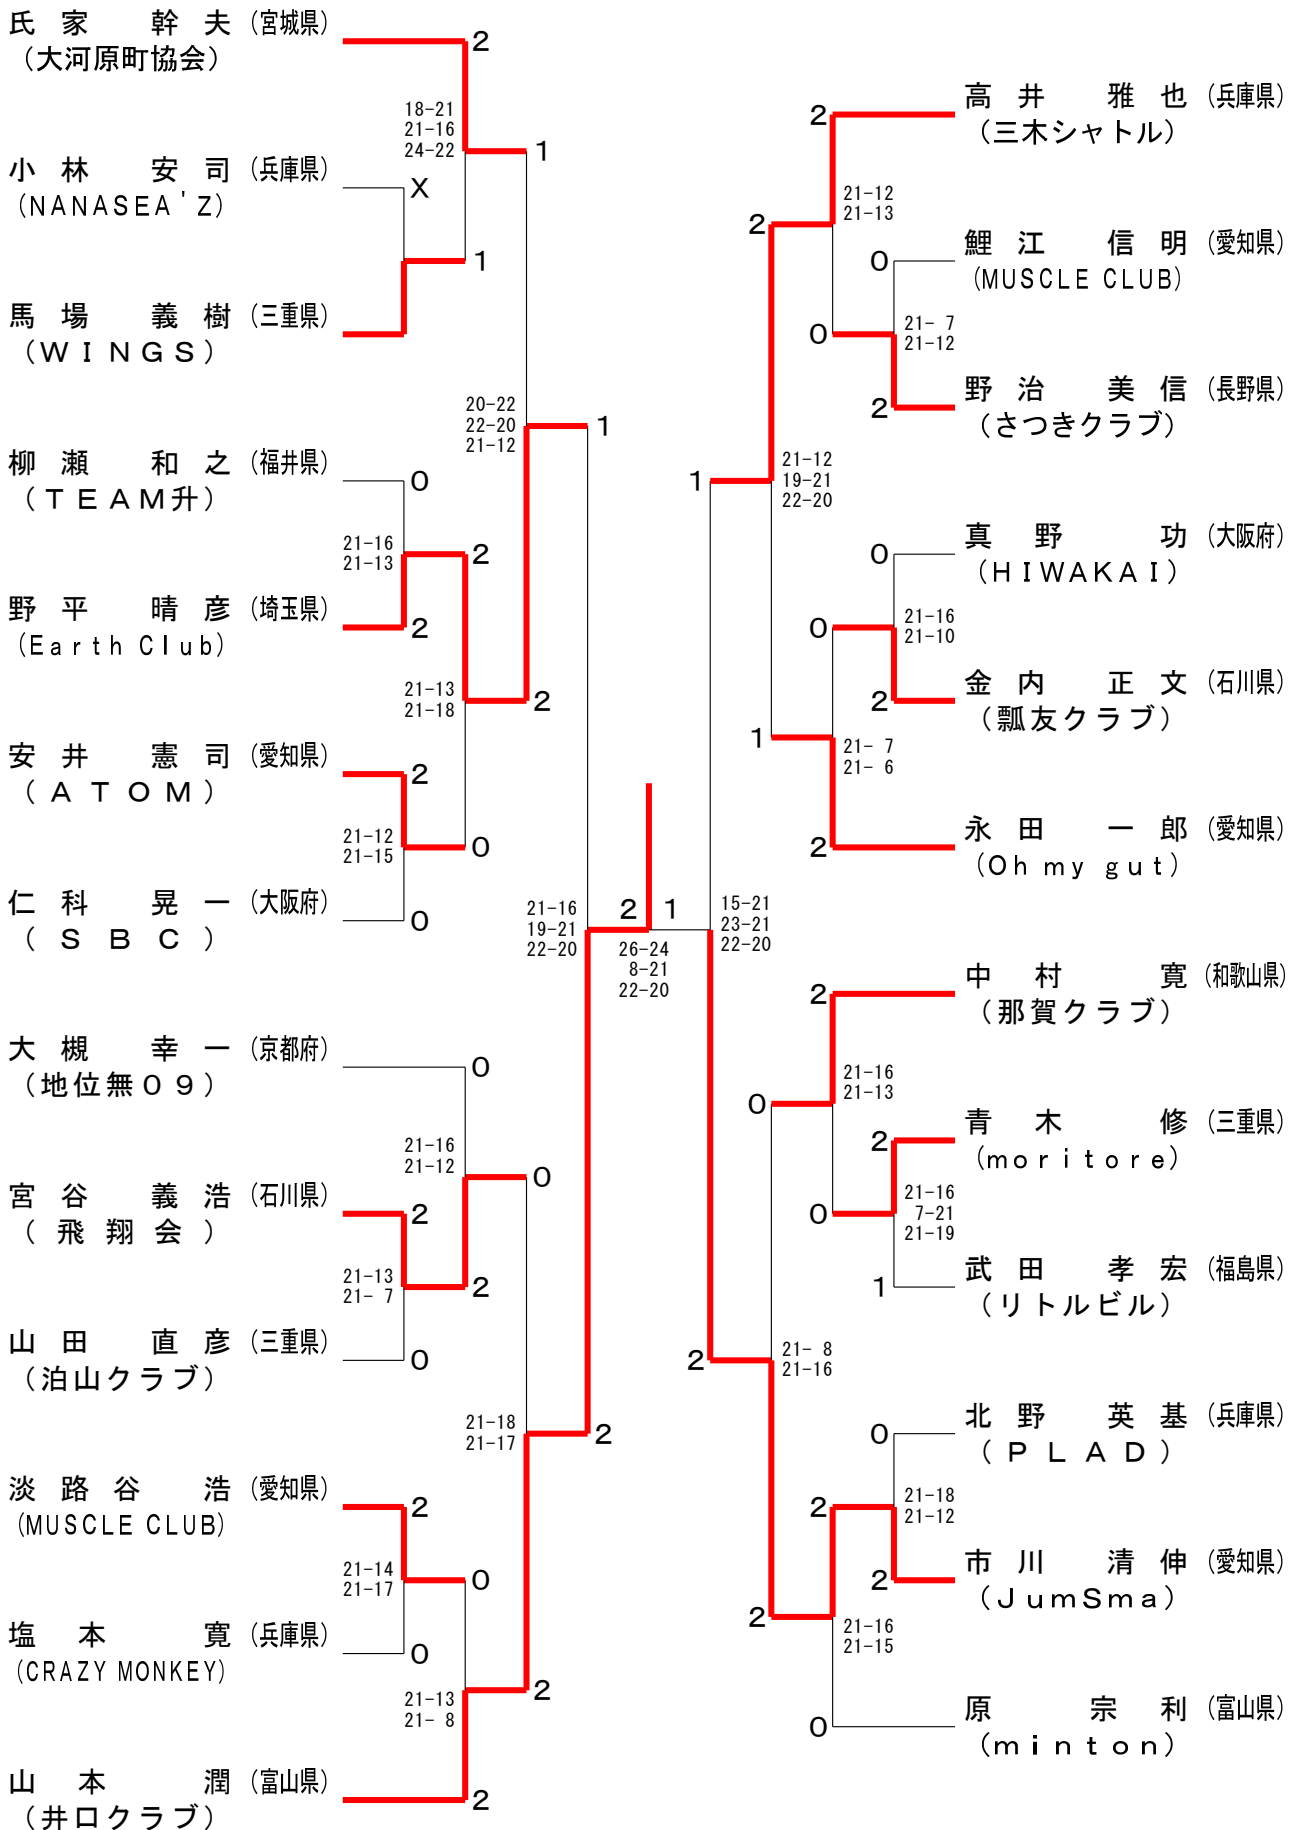 氏家 幹夫 (宮城県)
(大河原町協会)
2
18-21
21-16
24-22
1
小林 安司 (兵庫県)
(NANASEA'Z)
X
1
馬場 義樹 (三重県)
(WINGS)
20-22
22-20
21-12
1
柳瀬 和之 (福井県)
(TEAM升)
0
21-16
21-13
2
野平 晴彦 (埼玉県)
(Earth Club)
2
21-13
21-18
2
安井 憲司 (愛知県)
(ATOM)
2
21-12
21-15
0
仁科 晃一 (大阪府)
(SBC)
0
21-16
19-21
22-20
2
1
26-24
8-21
22-20
大槻 幸一 (京都府)
(地位無09)
0
21-16
21-12
0
宮谷 義浩 (石川県)
(飛翔会)
2
21-13
21- 7
2
山田 直彦 (三重県)
(泊山クラブ)
0
21-18
21-17
2
淡路谷 浩 (愛知県)
(MUSCLE CLUB)
2
21-14
21-17
0
塩本 寛 (兵庫県)
(CRAZY MONKEY)
0
21-13
21- 8
2
山本 潤 (富山県)
(井口クラブ)
2
2
高井 雅也 (兵庫県)
(三木シャトル)
2
21-12
21-13
0
鯉江 信明 (愛知県)
(MUSCLE CLUB)
0
21- 7
21-12
2
野治 美信 (長野県)
(さつきクラブ)
1
21-12
19-21
22-20
0
真野 功 (大阪府)
(HIWAKAI)
0
21-16
21-10
2
金内 正文 (石川県)
(瓢友クラブ)
1
21- 7
21- 6
2
永田 一郎 (愛知県)
(Oh my gut)
15-21
23-21
22-20
2
中村 寛 (和歌山県)
(那賀クラブ)
0
21-16
21-13
2
青木 修 (三重県)
(moritore)
0
21-16
7-21
21-19
1
武田 孝宏 (福島県)
(リトルビル)
2
21- 8
21-16
0
北野 英基 (兵庫県)
(PLAD)
2
21-18
21-12
2
市川 清伸 (愛知県)
(JumSma)
2
21-16
21-15
0
原 宗利 (富山県)
(minton)